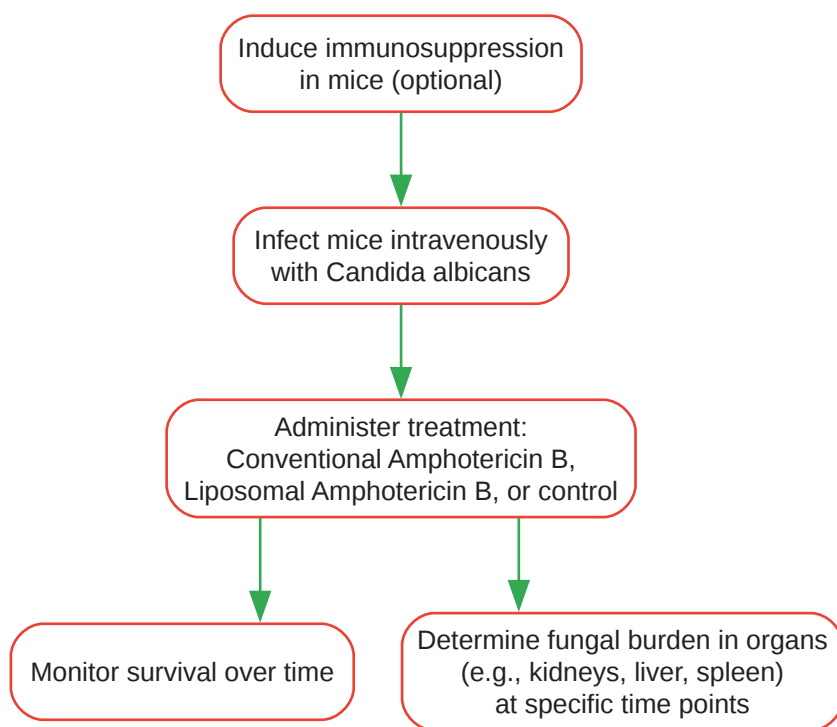 Induce immunosuppression
in mice (optional)
Infect mice intravenously
with Candida albicans
Administer treatment:
Conventional Amphotericin B,
Liposomal Amphotericin B, or control
Monitor survival over time
Determine fungal burden in organs
(e.g., kidneys, liver, spleen)
at specific time points